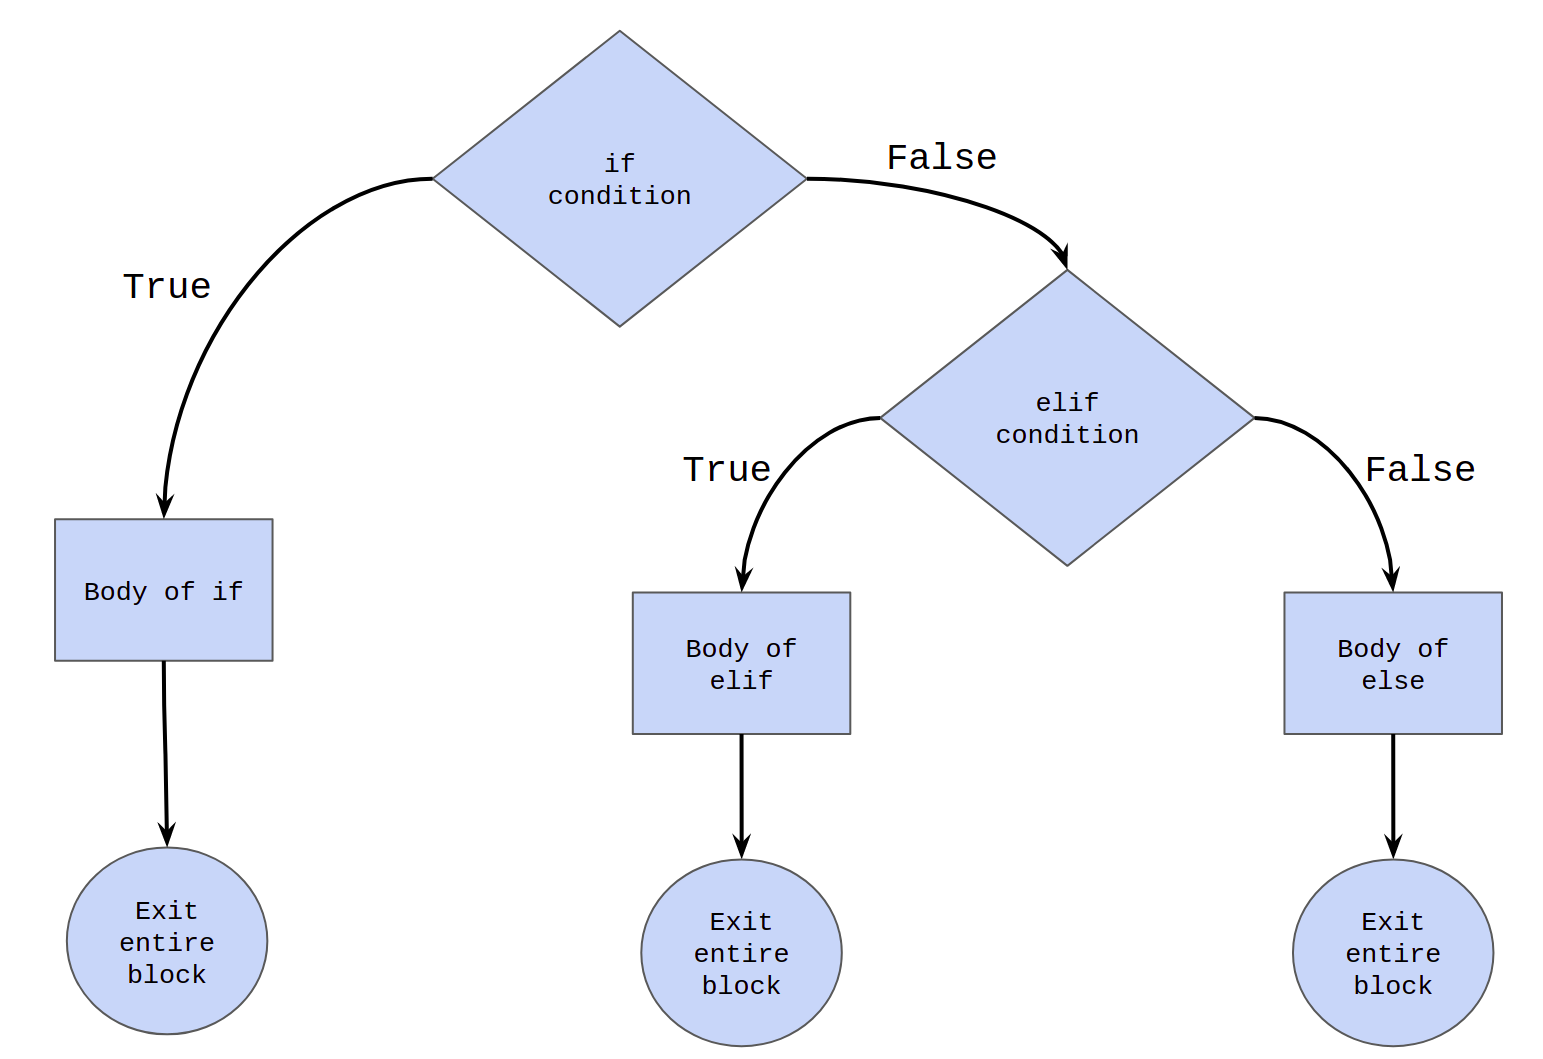 if
condition
False
True
elif
condition
True
False
Body of if
Body of
elif
Body of
else
Exit
entire
block
Exit
entire
block
Exit
entire
block